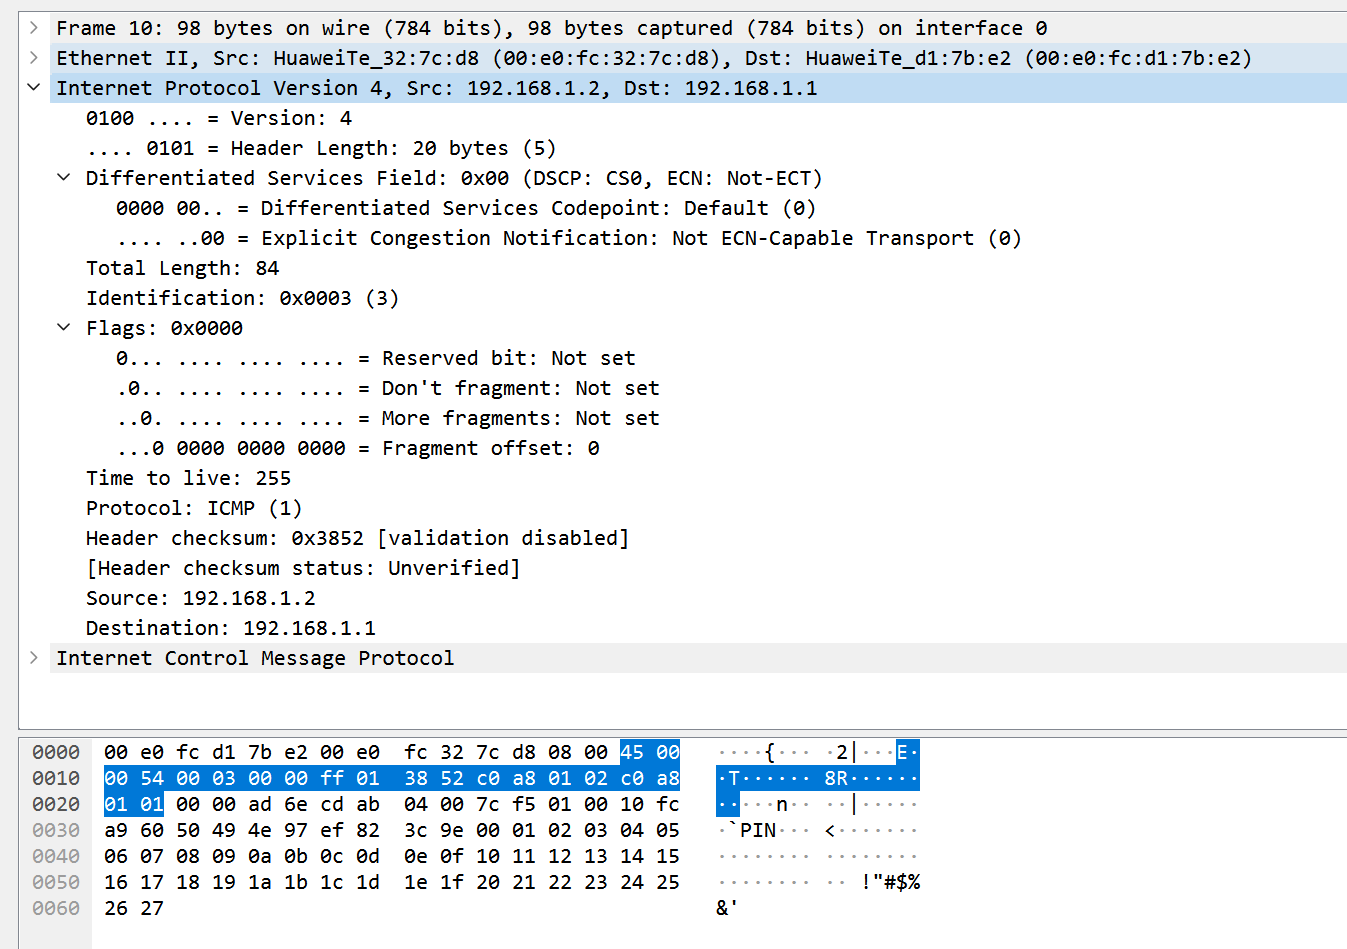 Frame 10: 98 bytes on wire (784 bits), 98 bytes captured (784 bits) on interface 0
Ethernet II, Src: HuaweiTe_32:7c:d8 (00:e0:fc:32:7c:d8), Dst: HuaweiTe_d1:7b:e2 (00:e0:fc:d1:7b:e2)
Internet Protocol Version 4, Src: 192.168.1.2, Dst: 192.168.1.1
0100 .... = Version: 4
.... 0101 = Header Length: 20 bytes (5)
Differentiated Services Field: 0x00 (DSCP: CS0, ECN: Not-ECT)
0000 00.. = Differentiated Services Codepoint: Default (0)
.... ..00 = Explicit Congestion Notification: Not ECN-Capable Transport (0)
Total Length: 84
Identification: 0x0003 (3)
Flags: 0x0000
0... .... .... .... = Reserved bit: Not set
.0.. .... .... .... = Don't fragment: Not set
..0. .... .... .... = More fragments: Not set
...0 0000 0000 0000 = Fragment offset: 0
Time to live: 255
Protocol: ICMP (1)
Header checksum: 0x3852 [validation disabled]
[Header checksum status: Unverified]
Source: 192.168.1.2
Destination: 192.168.1.1
Internet Control Message Protocol
0000 00 e0 fc d1 7b e2 00 e0 fc 32 7c d8 08 00 45 00 ····{··· ·2|···E·
0010 00 54 00 03 00 00 ff 01 38 52 c0 a8 01 02 c0 a8 ·T······ 8R······
0020 01 01 00 00 ad 6e cd ab 04 00 7c f5 01 00 10 fc ·····n·· ··|·····
0030 a9 60 50 49 4e 97 ef 82 3c 9e 00 01 02 03 04 05 ·`PIN··· <·······
0040 06 07 08 09 0a 0b 0c 0d 0e 0f 10 11 12 13 14 15 ········ ········
0050 16 17 18 19 1a 1b 1c 1d 1e 1f 20 21 22 23 24 25 ········ ·· !"#$%
0060 26 27 &'